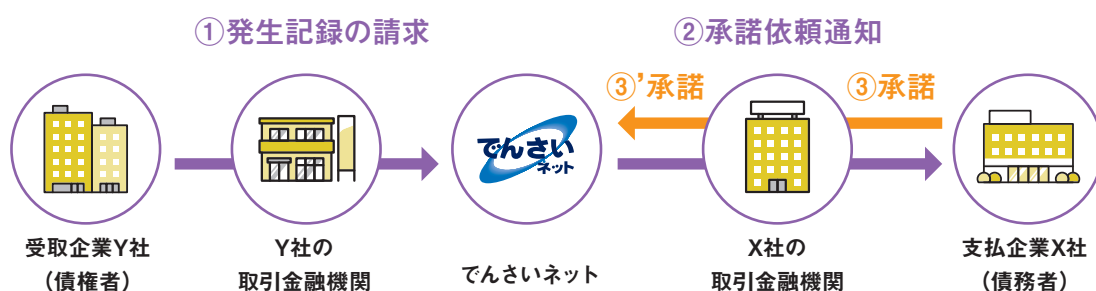 ①発生記録の請求
②承諾依頼通知
③’承諾
③承諾
でんさい
ネット
受取企業Y社
（債権者）
Y社の
取引金融機関
でんさいネット
X社の
取引金融機関
支払企業X社
（債務者）